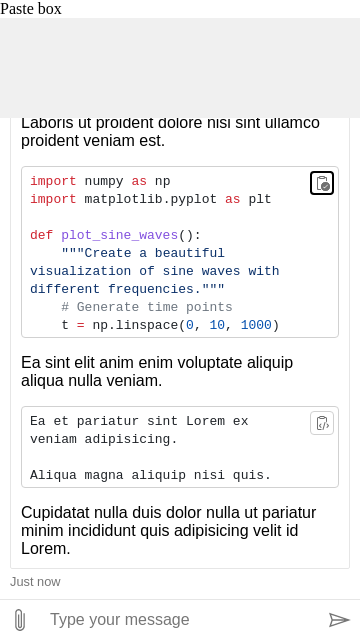 Paste box
Laboris ut proident dolore nisi sint ullamco
proident veniam est.
import numpy as np
import matplotlib.pyplot as plt
def plot_sine_waves():
    """Create a beautiful
visualization of sine waves with
different frequencies."""
    # Generate time points
    t = np.linspace(0, 10, 1000)
Ea sint elit anim enim voluptate aliquip
aliqua nulla veniam.
Ea et pariatur sint Lorem ex
veniam adipisicing.
Aliqua magna aliquip nisi quis.
Cupidatat nulla duis dolor nulla ut pariatur
minim incididunt quis adipisicing velit id
Lorem.
Just now
Type your message